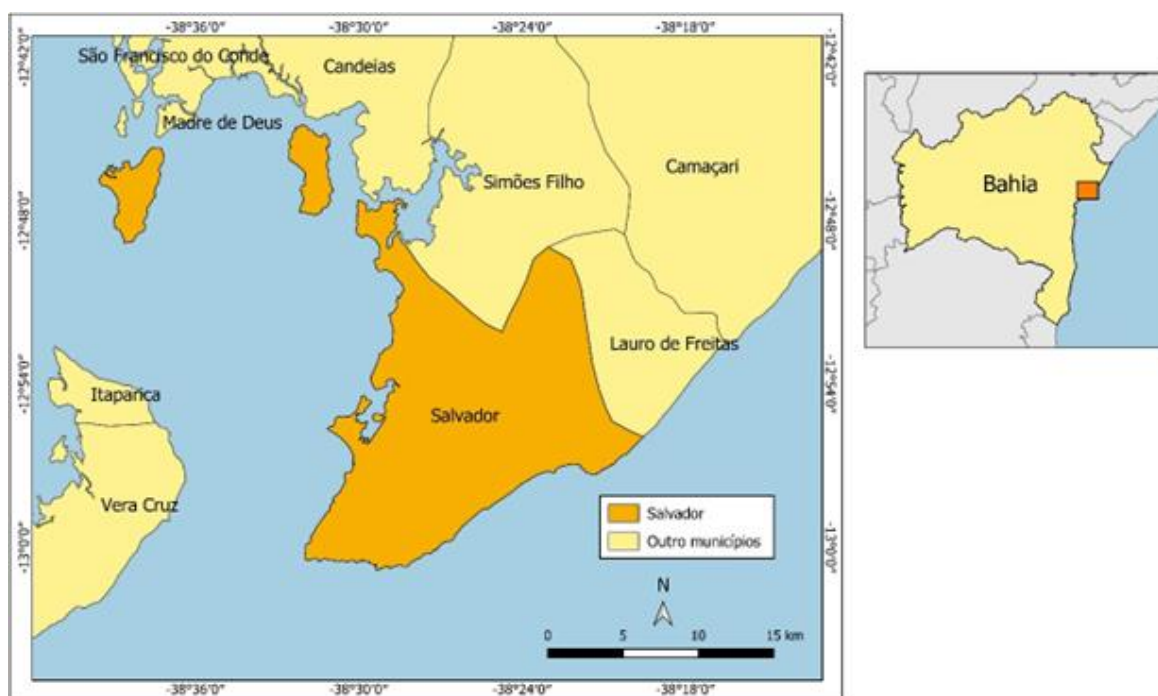 -38°36'0"
-38°30'0"
-38°24'0"
-38°18'0"
-12°42'0"
-12°42'0"
São Francisco do Conde
Candeias
Madre de Deus
Camaçari
Simões Filho
Bahia
-12°48'0"
-12°48'0"
Lauro de Freitas
-12°54'0"
-12°54'0"
Itaparica
Salvador
Vera Cruz
Salvador
Outro municípios
-13°0'0"
-13°0'0"
N
0 5 10 15 km
-38°36'0"
-38°30'0"
-38°24'0"
-38°18'0"